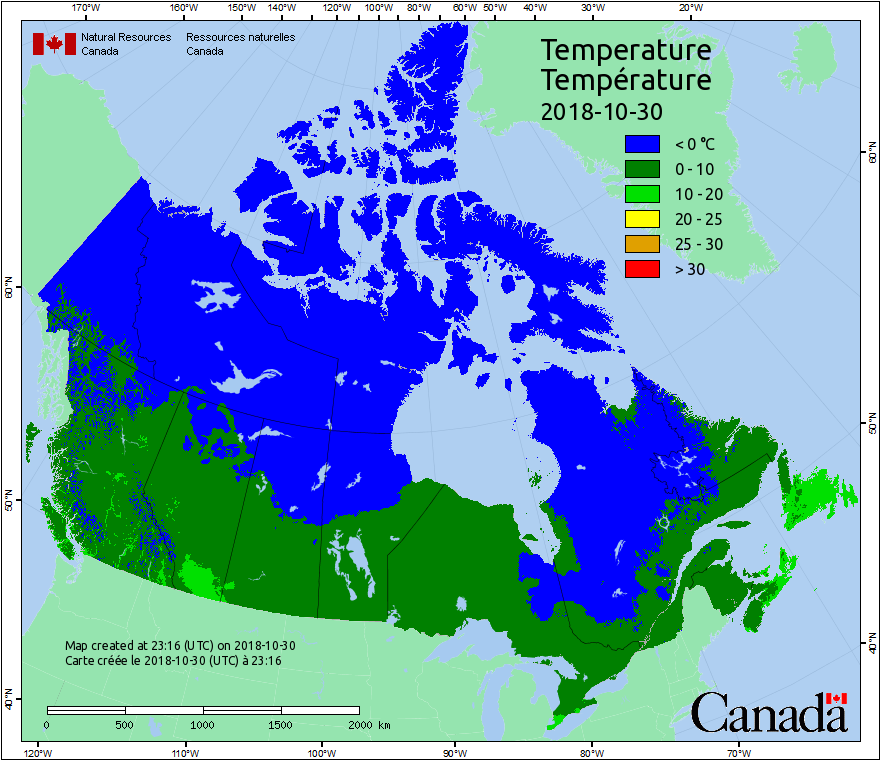 170°W 160°W 150°W 140°W 130°W 120°W 110°W 100°W 90°W 80°W 60°W 50°W 40°W 30°W 20°W
Natural Resources Canada
Ressources naturelles Canada
Temperature
Température
2018-10-30
< 0 °C
0 - 10
10 - 20
20 - 25
25 - 30
> 30
60°N
60°N
50°N
50°N
40°N
40°N
Map created at 23:16 (UTC) on 2018-10-30
Carte créée le 2018-10-30 (UTC) à 23:16
0 500 1000 1500 2000 km
Canada
120°W 110°W 100°W 90°W 80°W 70°W